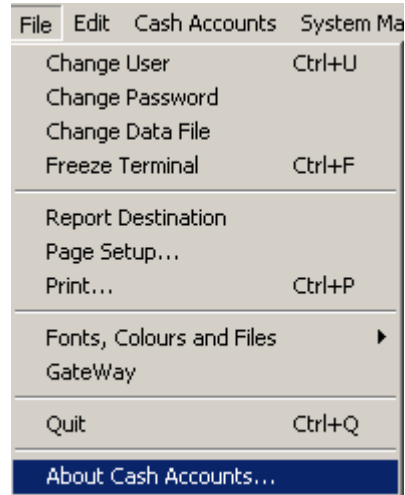 File Edit Cash Accounts System Ma
Change User Ctrl+U
Change Password
Change Data File
Freeze Terminal Ctrl+F
Report Destination
Page Setup...
Print... Ctrl+P
Fonts, Colours and Files
GateWay
Quit Ctrl+Q
About Cash Accounts...